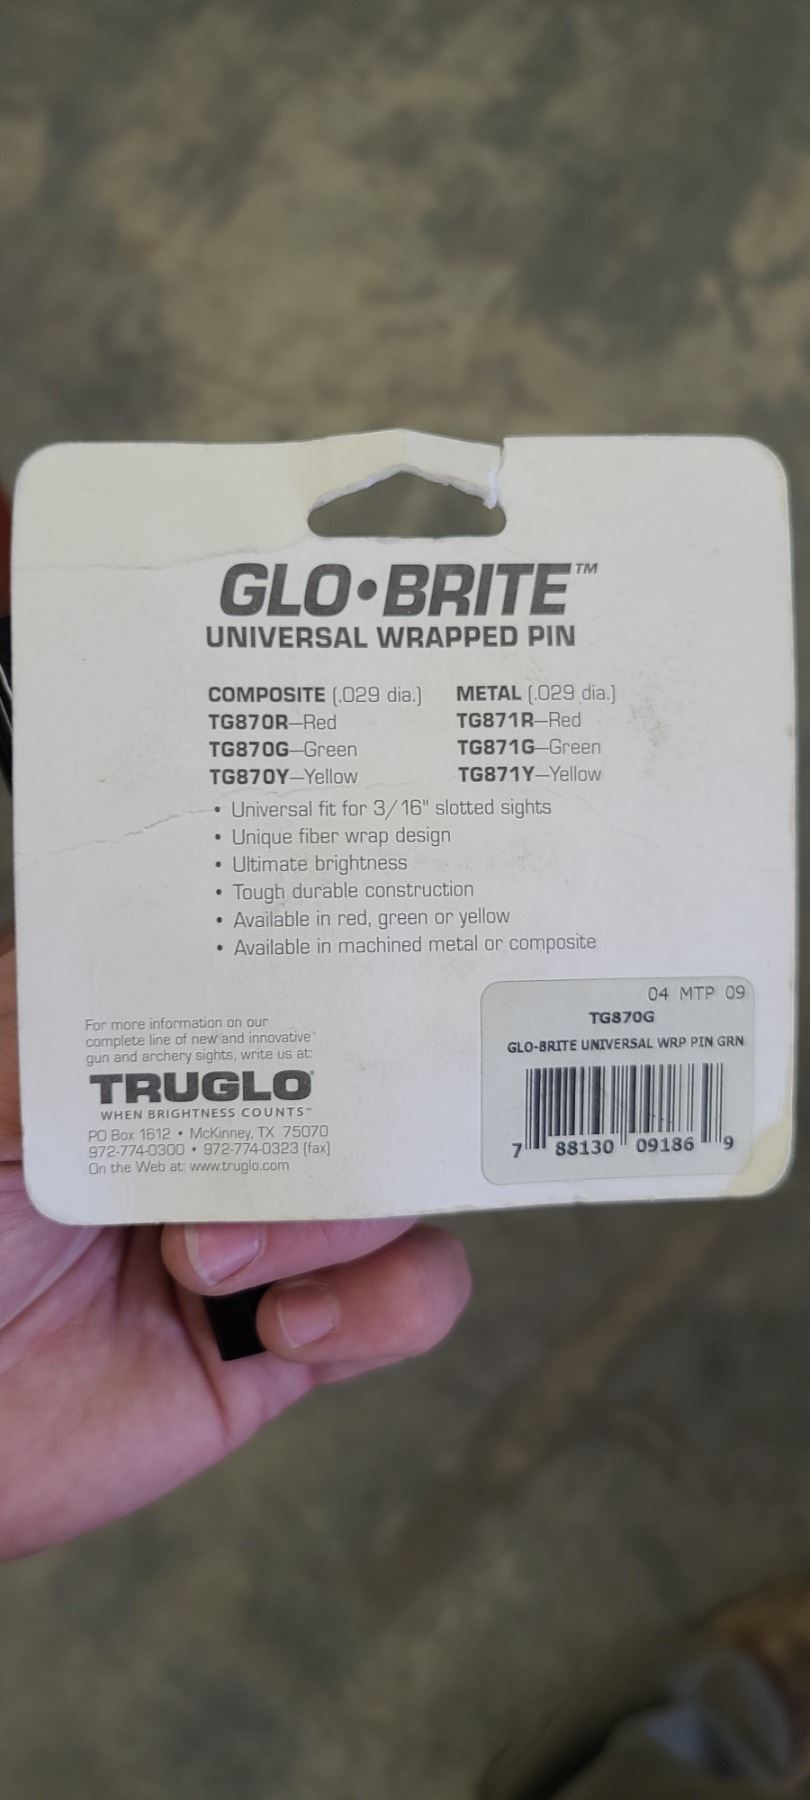 GLO•BRITE™
UNIVERSAL WRAPPED PIN
COMPOSITE (.029 dia.)
TG870R—Red
TG870G—Green
TG870Y—Yellow
METAL (.029 dia.)
TG871R—Red
TG871G—Green
TG871Y—Yellow
• Universal fit for 3/16" slotted sights
• Unique fiber wrap design
• Ultimate brightness
• Tough durable construction
• Available in red, green or yellow
• Available in machined metal or composite
For more information on our
complete line of new and innovative
gun and archery sights, write us at:
TRUGLO®
WHEN BRIGHTNESS COUNTS™
PO Box 1612 • McKinney, TX 75070
972-774-0300 • 972-774-0323 (fax)
On the Web at: www.truglo.com
04 MTP 09
TG870G
GLO-BRITE UNIVERSAL WRP PIN GRN
7 88130 09186 9